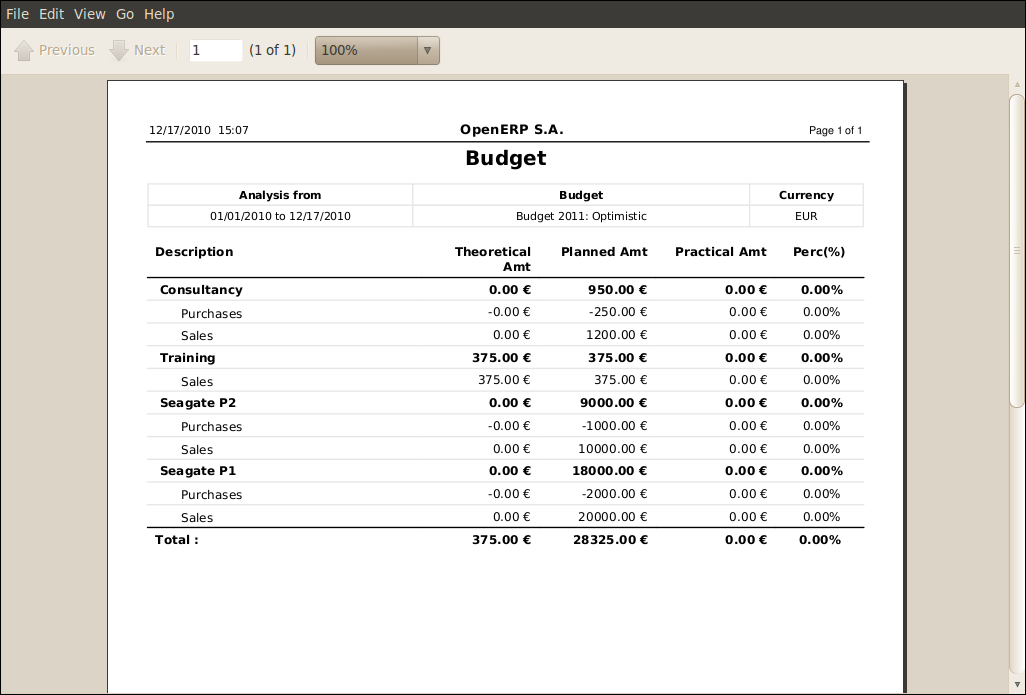 File Edit View Go Help
Previous Next 1 (1 of 1) 100%
12/17/2010 15:07 OpenERP S.A. Page 1 of 1
Budget
Analysis from Budget Currency
01/01/2010 to 12/17/2010 Budget 2011: Optimistic EUR
Description Theoretical Planned Amt Practical Amt Perc(%)
Amt
Consultancy 0.00 € 950.00 € 0.00 € 0.00%
Purchases -0.00 € -250.00 € 0.00 € 0.00%
Sales 0.00 € 1200.00 € 0.00 € 0.00%
Training 375.00 € 375.00 € 0.00 € 0.00%
Sales 375.00 € 375.00 € 0.00 € 0.00%
Seagate P2 0.00 € 9000.00 € 0.00 € 0.00%
Purchases -0.00 € -1000.00 € 0.00 € 0.00%
Sales 0.00 € 10000.00 € 0.00 € 0.00%
Seagate P1 0.00 € 18000.00 € 0.00 € 0.00%
Purchases -0.00 € -2000.00 € 0.00 € 0.00%
Sales 0.00 € 20000.00 € 0.00 € 0.00%
Total : 375.00 € 28325.00 € 0.00 € 0.00%